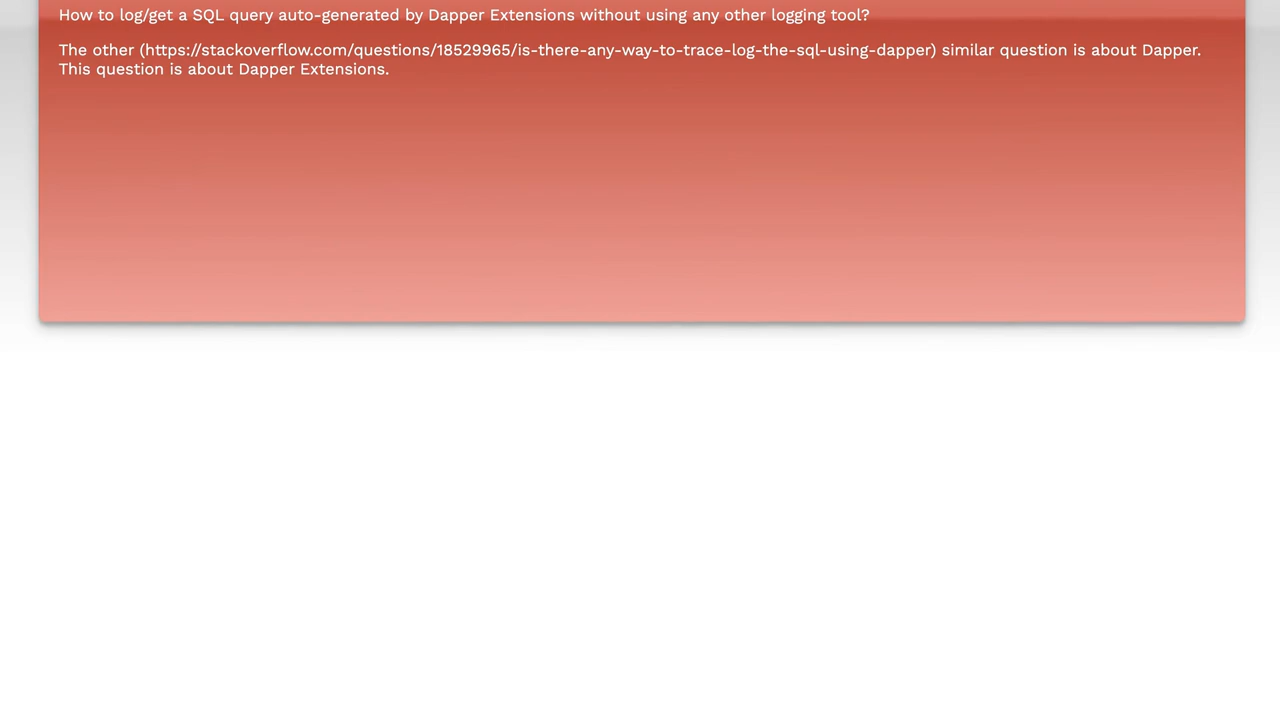 How to log/get a SQL query auto-generated by Dapper Extensions without using any other logging tool?
The other (https://stackoverflow.com/questions/18529965/is-there-any-way-to-trace-log-the-sql-using-dapper) similar question is about Dapper.
This question is about Dapper Extensions.